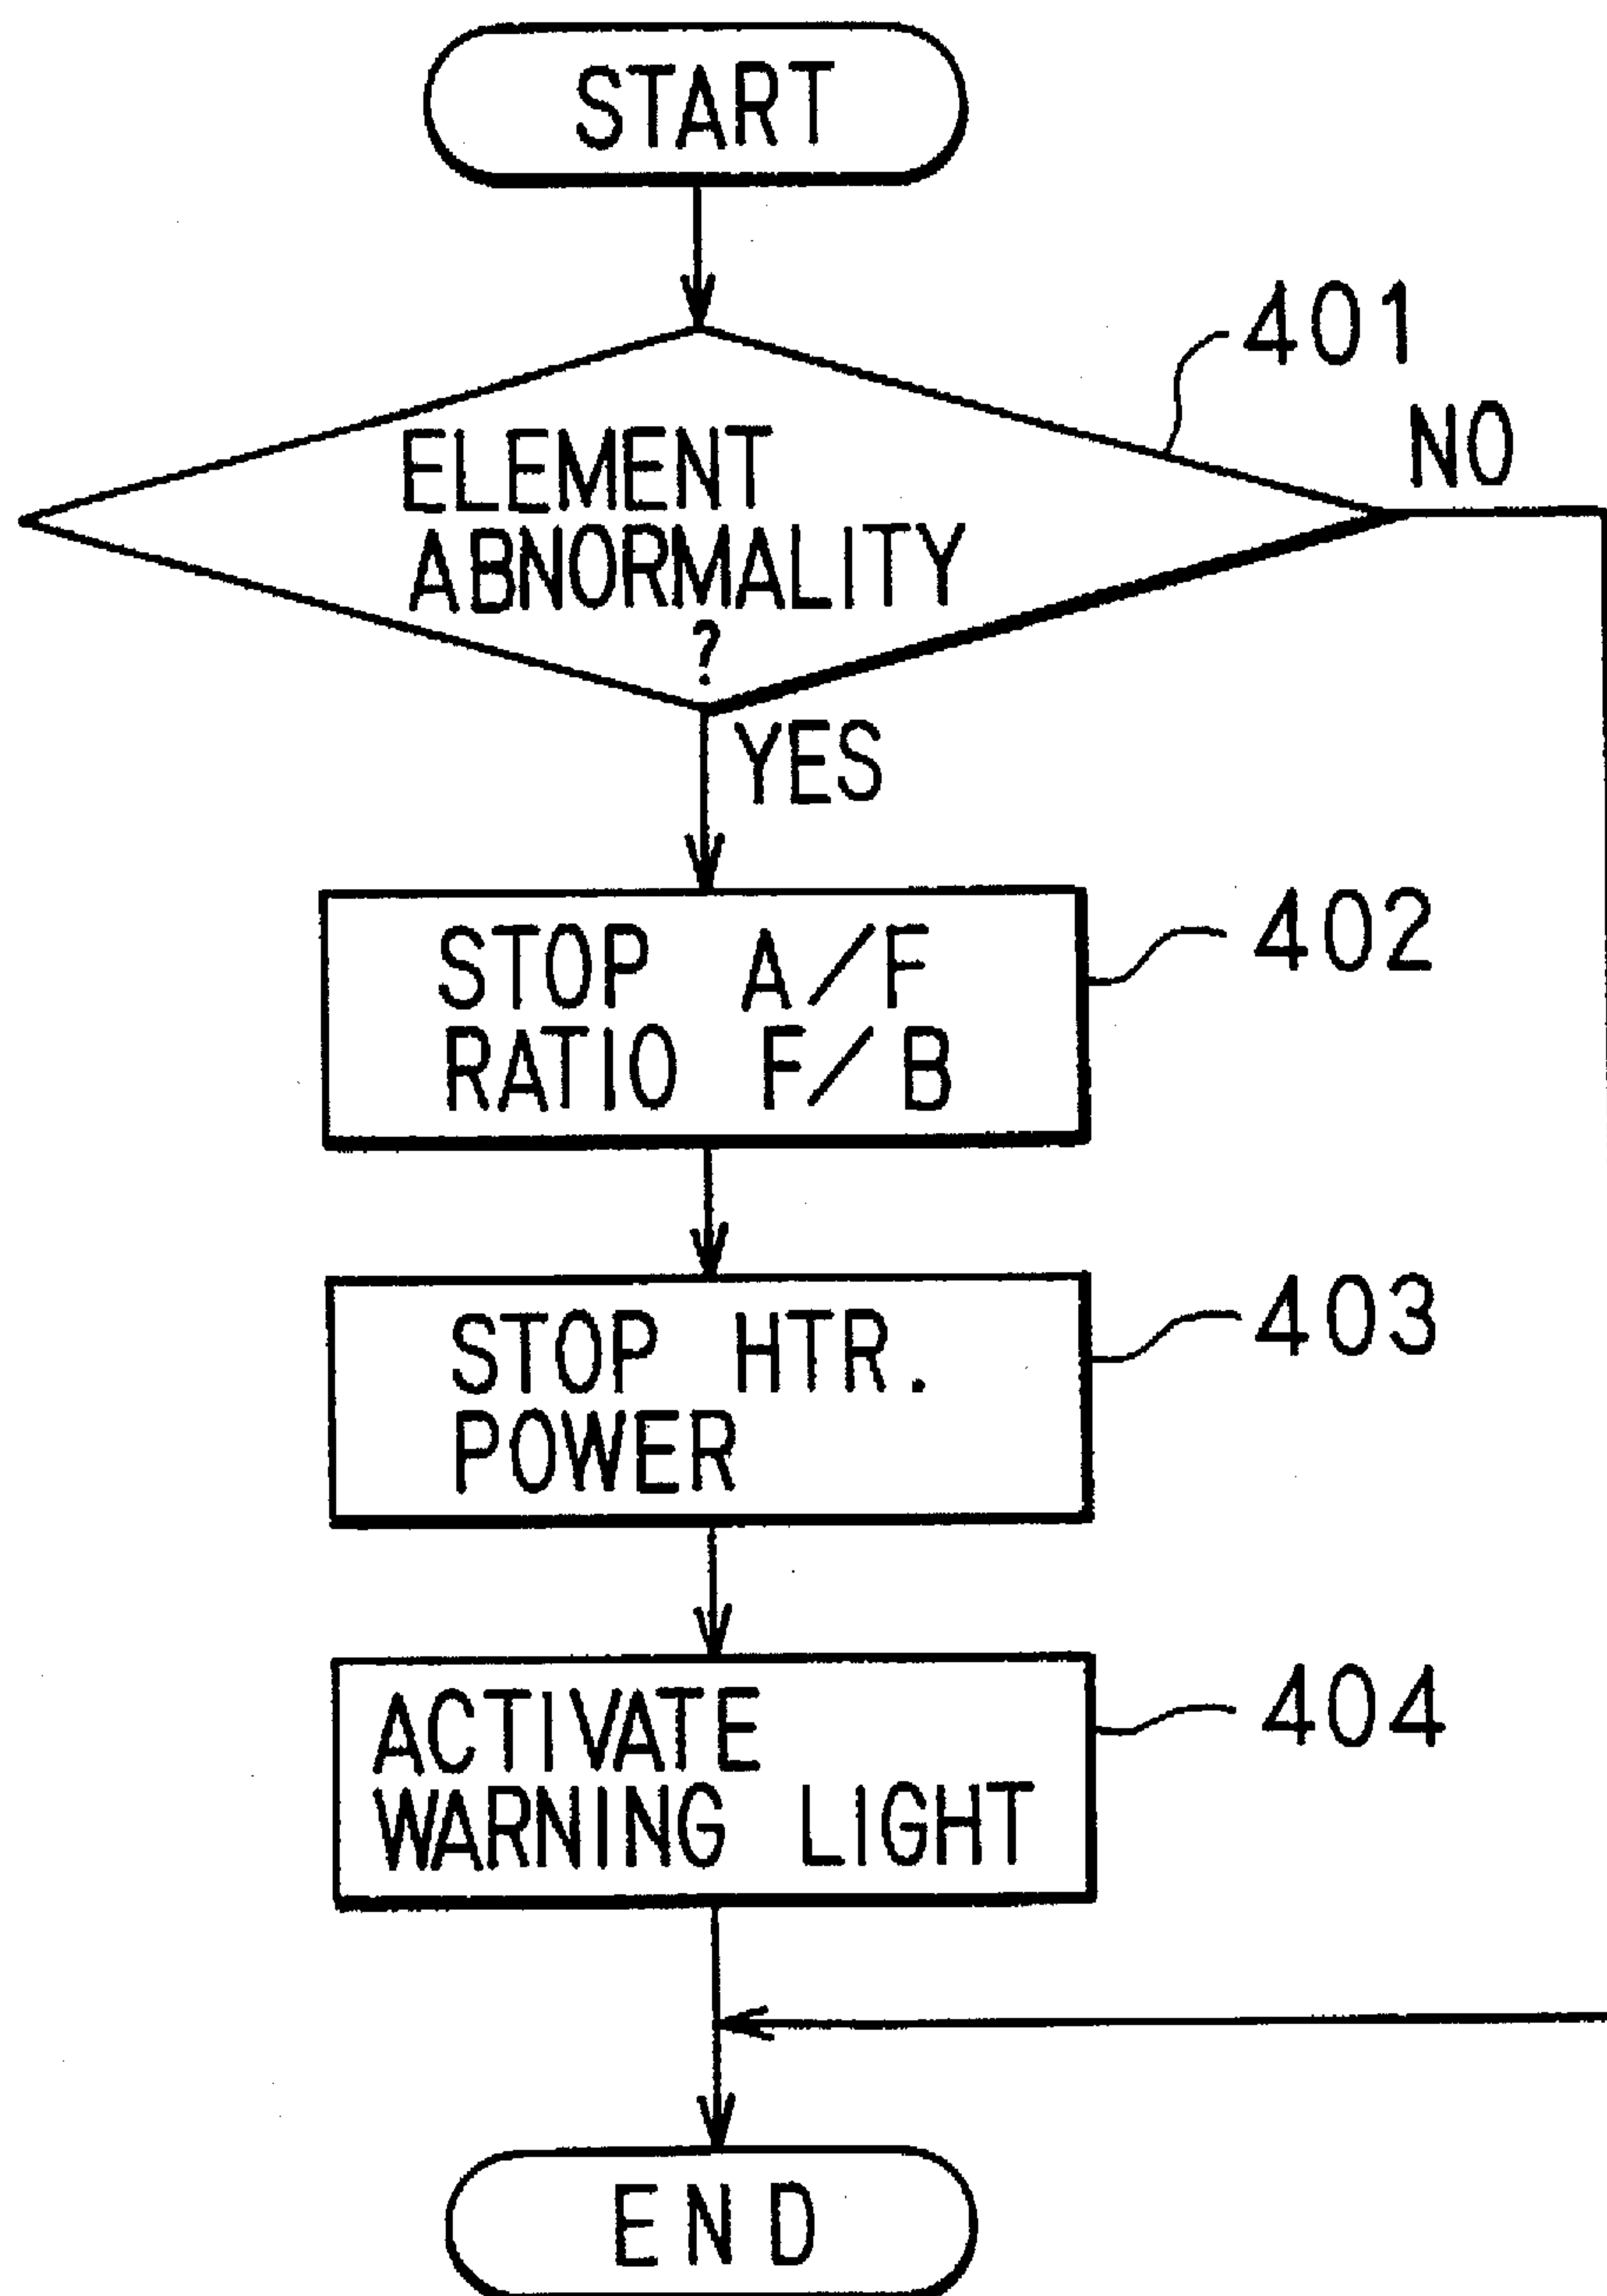 START
401
NO
ELEMENT
ABNORMALITY
?
YES
402
STOP A/F
RATIO F/B
403
STOP HTR.
POWER
404
ACTIVATE
WARNING LIGHT
END